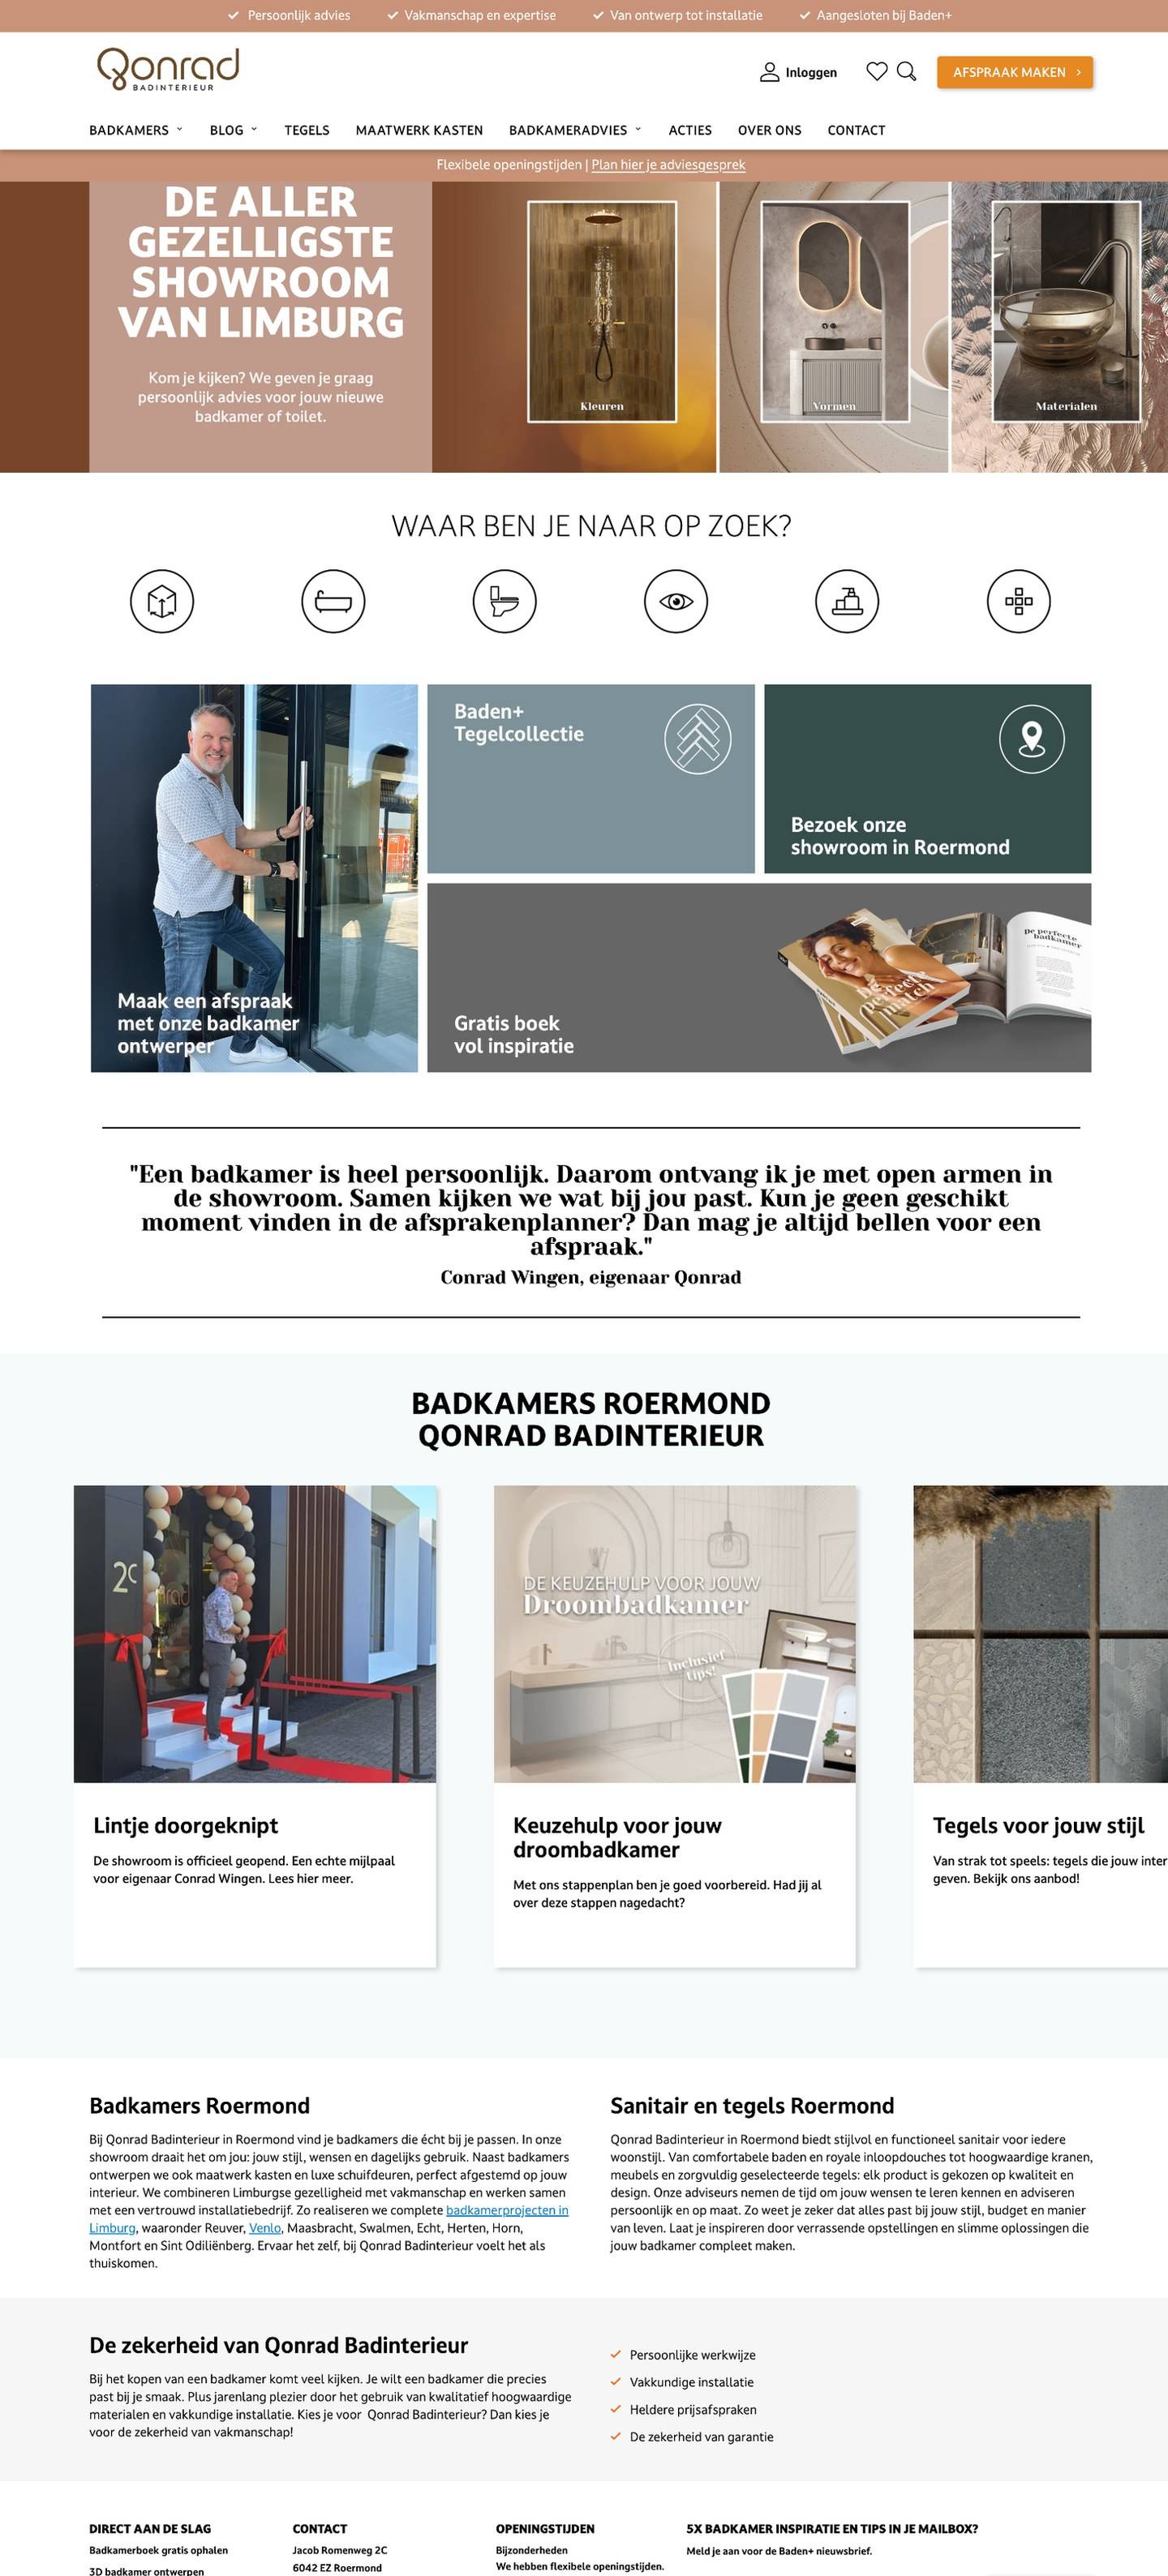 Persoonlijk advies
Vakmanschap en expertise
Van ontwerp tot installatie
Aangesloten bij Baden+
Qonrad
BADINTERIEUR
Inloggen
AFSPRAAK MAKEN
BADKAMERS
BLOG
TEGELS
MAATWERK KASTEN
BADKAMERADVIES
ACTIES
OVER ONS
CONTACT
Flexibele openingstijden | Plan hier je adviesgesprek
DE ALLER
GEZELLIGSTE
SHOWROOM
VAN LIMBURG
Kom je kijken? We geven je graag
persoonlijk advies voor jouw nieuwe
badkamer of toilet.
Kleuren
Vormen
Materialen
WAAR BEN JE NAAR OP ZOEK?
Baden+
Tegelcollectie
Bezoek onze
showroom in Roermond
Maak een afspraak
met onze badkamer
ontwerper
Gratis boek
vol inspiratie
De perfecte
match
De perfecte
badkamer
"Een badkamer is heel persoonlijk. Daarom ontvang ik je met open armen in
de showroom. Samen kijken we wat bij jou past. Kun je geen geschikt
moment vinden in de afsprakenplanner? Dan mag je altijd bellen voor een
afspraak."
Conrad Wingen, eigenaar Qonrad
BADKAMERS ROERMOND
QONRAD BADINTERIEUR
DE KEUZEHULP VOOR JOUW
Droombadkamer
Inclusief
tips!
Lintje doorgeknipt
De showroom is officieel geopend. Een echte mijlpaal
voor eigenaar Conrad Wingen. Lees hier meer.
Keuzehulp voor jouw
droombadkamer
Met ons stappenplan ben je goed voorbereid. Had jij al
over deze stappen nagedacht?
Tegels voor jouw stijl
Van strak tot speels: tegels die jouw inter
geven. Bekijk ons aanbod!
Badkamers Roermond
Bij Qonrad Badinterieur in Roermond vind je badkamers die écht bij je passen. In onze
showroom draait het om jou: jouw stijl, wensen en dagelijks gebruik. Naast badkamers
ontwerpen we ook maatwerk kasten en luxe schuifdeuren, perfect afgestemd op jouw
interieur. We combineren Limburgse gezelligheid met vakmanschap en werken samen
met een vertrouwd installatiebedrijf. Zo realiseren we complete badkamerprojecten in
Limburg, waaronder Reuver, Venlo, Maasbracht, Swalmen, Echt, Herten, Horn,
Montfort en Sint Odiliënberg. Ervaar het zelf, bij Qonrad Badinterieur voelt het als
thuiskomen.
Sanitair en tegels Roermond
Qonrad Badinterieur in Roermond biedt stijlvol en functioneel sanitair voor iedere
woonstijl. Van comfortabele baden en royale inloopdouches tot hoogwaardige kranen,
meubels en zorgvuldig geselecteerde tegels: elk product is gekozen op kwaliteit en
design. Onze adviseurs nemen de tijd om jouw wensen te leren kennen en adviseren
persoonlijk en op maat. Zo weet je zeker dat alles past bij jouw stijl, budget en manier
van leven. Laat je inspireren door verrassende opstellingen en slimme oplossingen die
jouw badkamer compleet maken.
De zekerheid van Qonrad Badinterieur
Bij het kopen van een badkamer komt veel kijken. Je wilt een badkamer die precies
past bij je smaak. Plus jarenlang plezier door het gebruik van kwalitatief hoogwaardige
materialen en vakkundige installatie. Kies je voor Qonrad Badinterieur? Dan kies je
voor de zekerheid van vakmanschap!
Persoonlijke werkwijze
Vakkundige installatie
Heldere prijsafspraken
De zekerheid van garantie
DIRECT AAN DE SLAG
Badkamerboek gratis ophalen
3D badkamer ontwerpen
CONTACT
Jacob Romenweg 2C
6042 EZ Roermond
OPENINGSTIJDEN
Bijzonderheden
We hebben flexibele openingstijden.
5X BADKAMER INSPIRATIE EN TIPS IN JE MAILBOX?
Meld je aan voor de Baden+ nieuwsbrief.